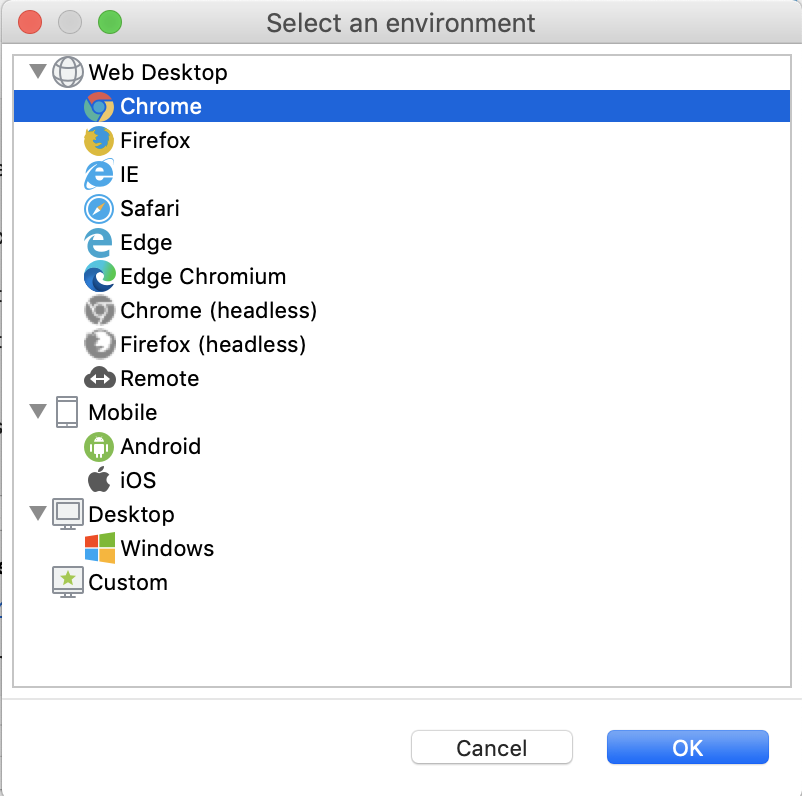 Select an environment
Web Desktop
Chrome
Firefox
IE
Safari
Edge
Edge Chromium
Chrome (headless)
Firefox (headless)
Remote
Mobile
Android
iOS
Desktop
Windows
Custom
Cancel OK